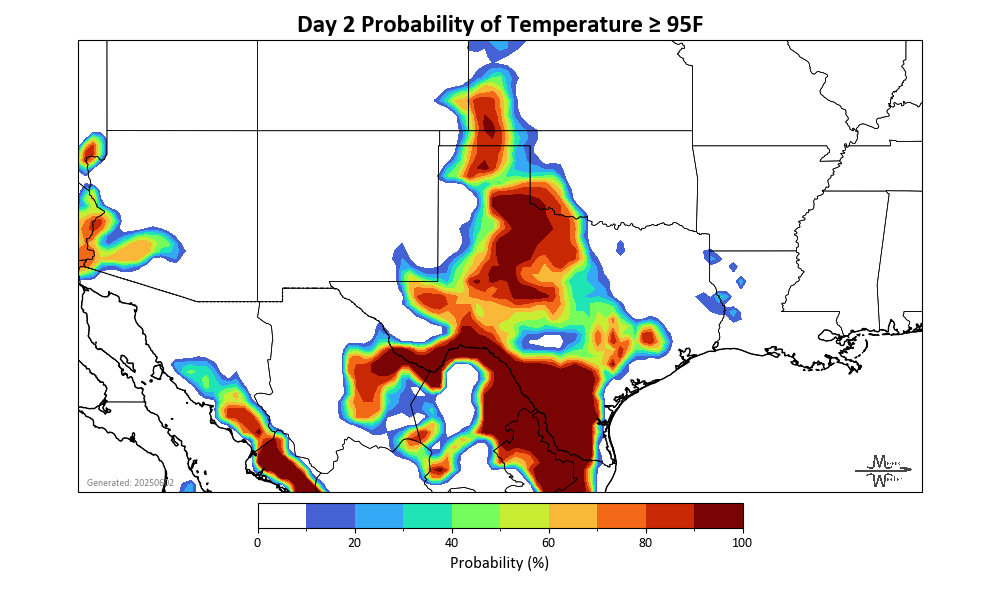 Day 2 Probability of Temperature ≥ 95F
Generated: 20250602
0 20 40 60 80 100
Probability (%)